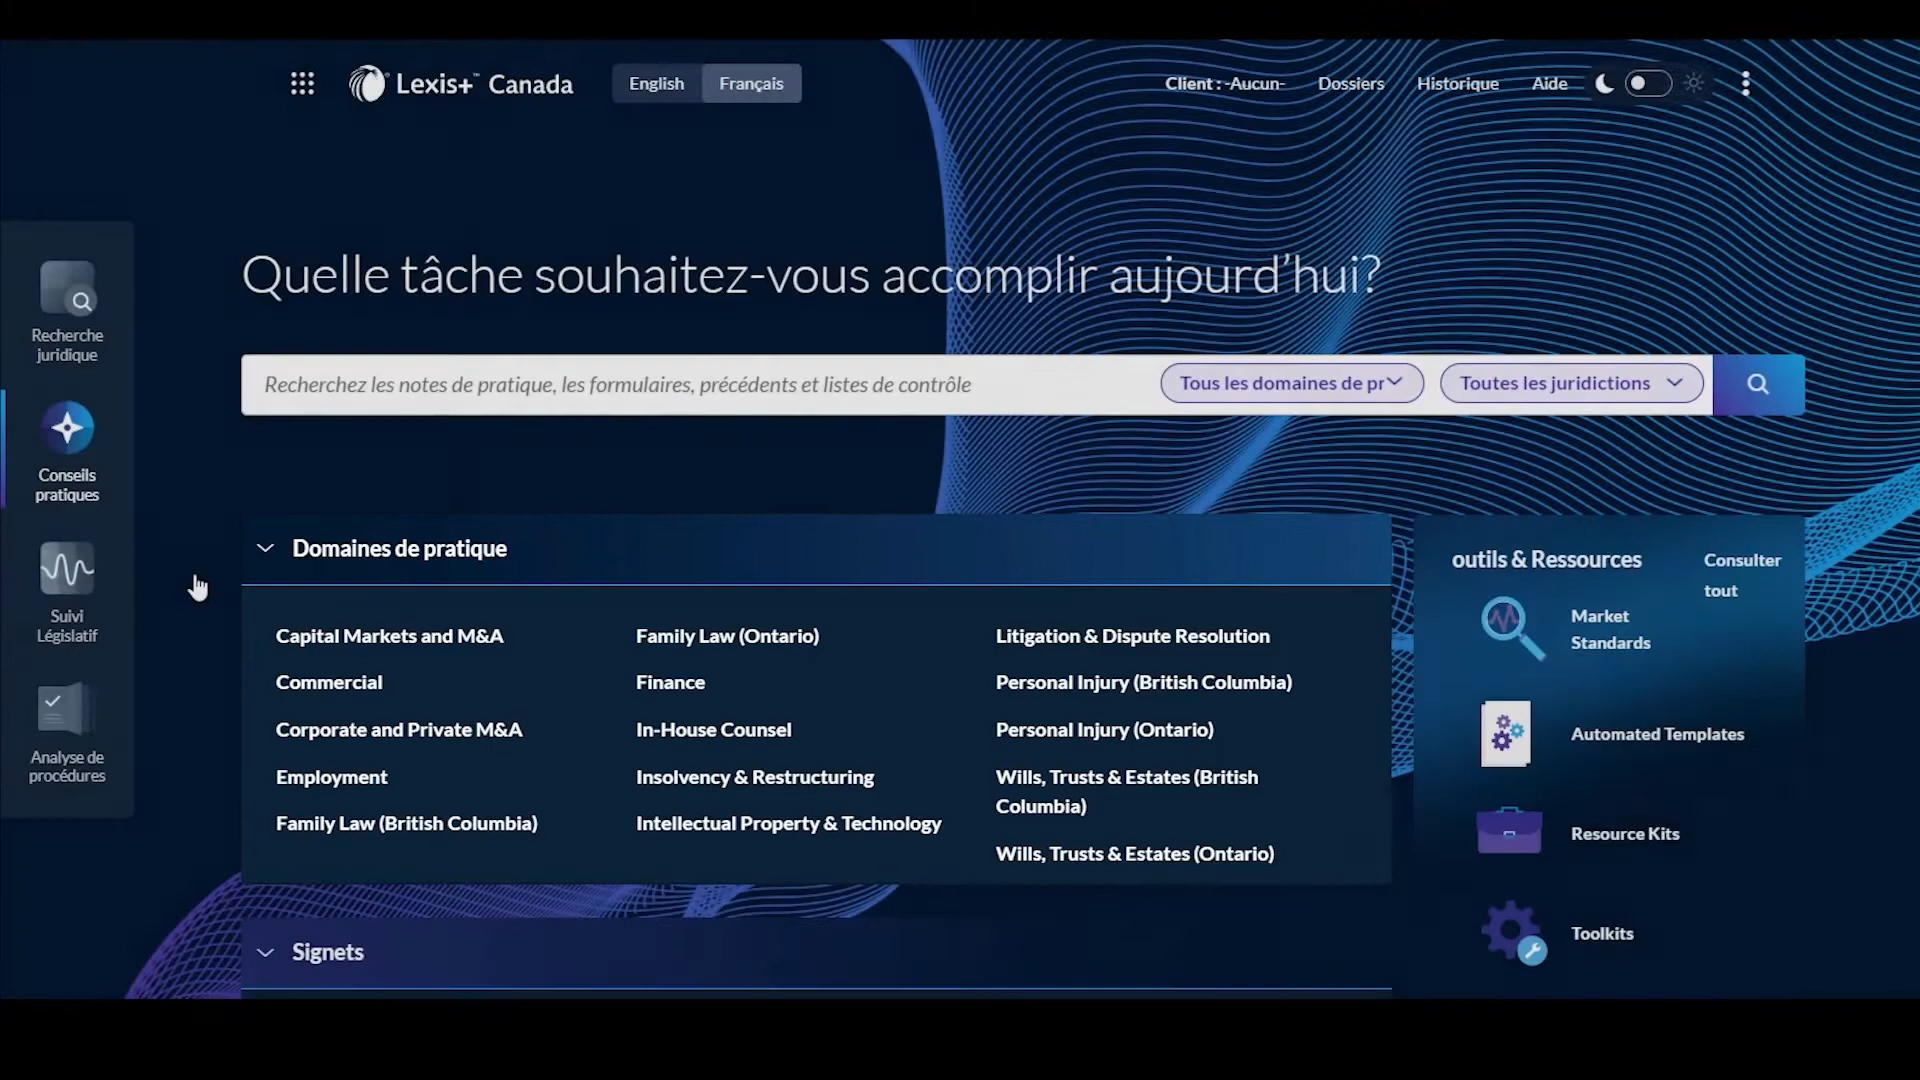 Lexis+™ Canada
English
Français
Client : -Aucun-
Dossiers
Historique
Aide
Quelle tâche souhaitez-vous accomplir aujourd'hui?
Recherchez les notes de pratique, les formulaires, précédents et listes de contrôle
Tous les domaines de pr
Toutes les juridictions
Recherche
juridique
Conseils
pratiques
Suivi
Législatif
Analyse de
procédures
Domaines de pratique
Capital Markets and M&A
Commercial
Corporate and Private M&A
Employment
Family Law (British Columbia)
Family Law (Ontario)
Finance
In-House Counsel
Insolvency & Restructuring
Intellectual Property & Technology
Litigation & Dispute Resolution
Personal Injury (British Columbia)
Personal Injury (Ontario)
Wills, Trusts & Estates (British
Columbia)
Wills, Trusts & Estates (Ontario)
outils & Ressources
Consulter
tout
Market
Standards
Automated Templates
Resource Kits
Toolkits
Signets